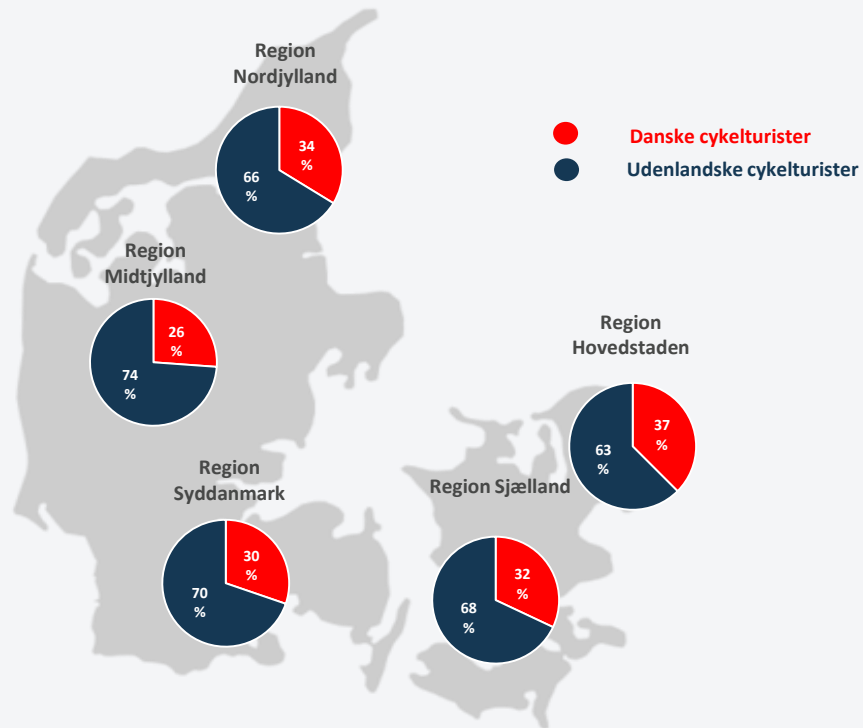 Region
Nordjylland
34
%
66
%
Danske cykelturister
Udenlandske cykelturister
Region
Midtjylland
26
%
74
%
Region
Hovedstaden
37
%
63
%
Region
Syddanmark
30
%
70
%
Region Sjælland
32
%
68
%